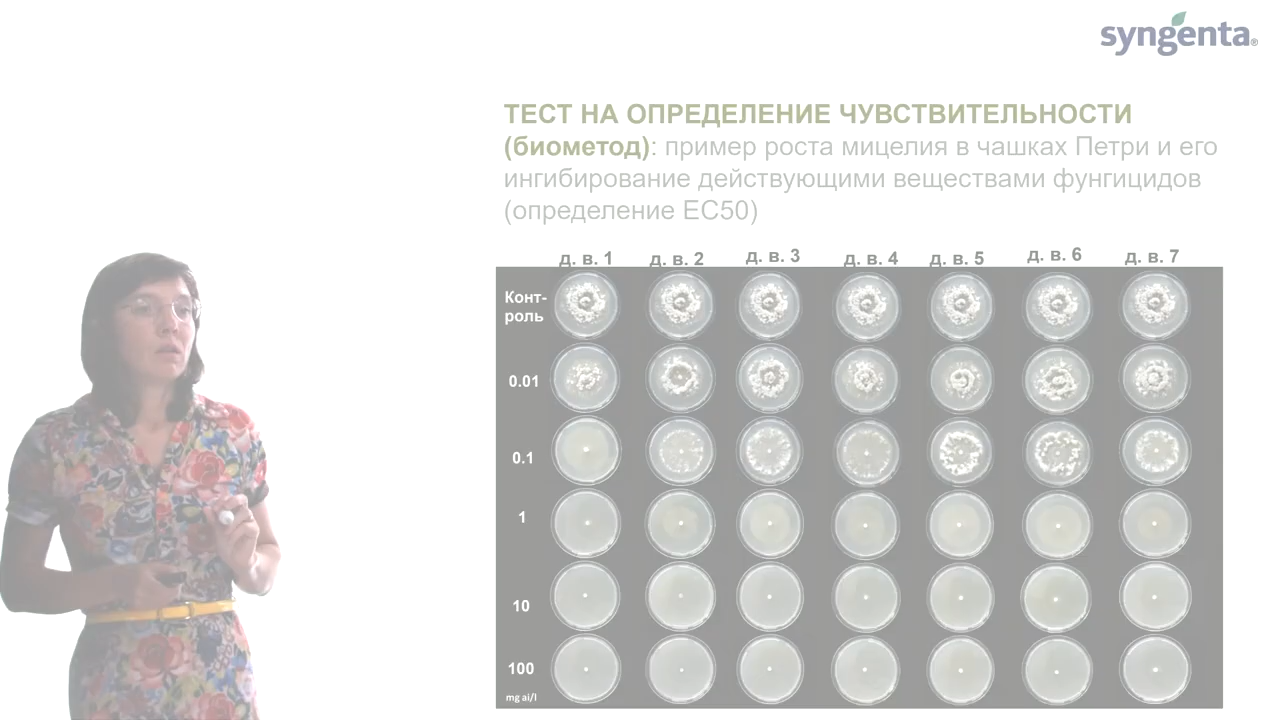 syngenta®
ТЕСТ НА ОПРЕДЕЛЕНИЕ ЧУВСТВИТЕЛЬНОСТИ
(биометод): пример роста мицелия в чашках Петри и его
ингибирование действующими веществами фунгицидов
(определение EC50)
д. в. 1 д. в. 2 д. в. 3 д. в. 4 д. в. 5 д. в. 6 д. в. 7
Конт-
роль
0.01
0.1
1
10
100
mg ai/l